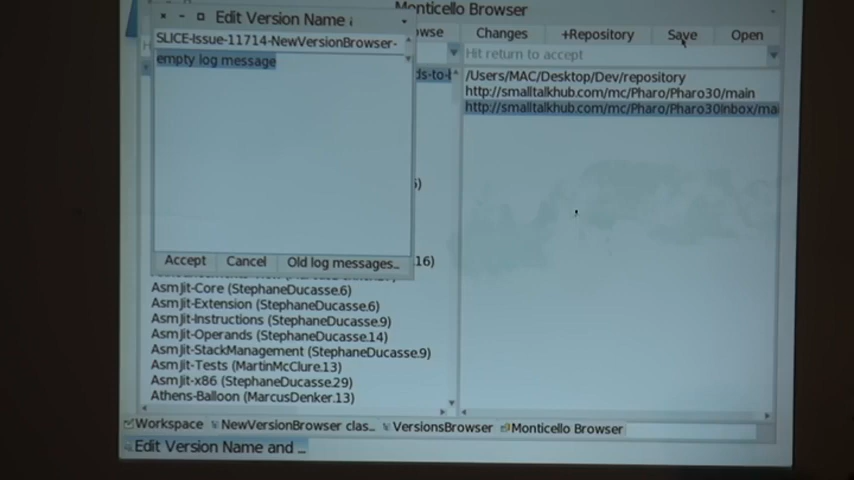 Monticello Browser
Edit Version Name
SLICE-Issue-11714-NewVersionBrowser-
empty log message
Accept
Cancel
Old log messages...
Changes
+Repository
Save
Open
Hit return to accept
/Users/MAC/Desktop/Dev/repository
http://smalltalkhub.com/mc/Pharo/Pharo30/main
http://smalltalkhub.com/mc/Pharo/Pharo30Inbox/mai
16)
AsmJit-Core (StephaneDucasse.6)
AsmJit-Extension (StephaneDucasse.6)
AsmJit-Instructions (StephaneDucasse.9)
AsmJit-Operands (StephaneDucasse.14)
AsmJit-StackManagement (StephaneDucasse.9)
AsmJit-Tests (MartinMcClure.13)
AsmJit-x86 (StephaneDucasse.29)
Athens-Balloon (MarcusDenker.13)
Workspace
NewVersionBrowser clas...
VersionsBrowser
Monticello Browser
Edit Version Name and ...